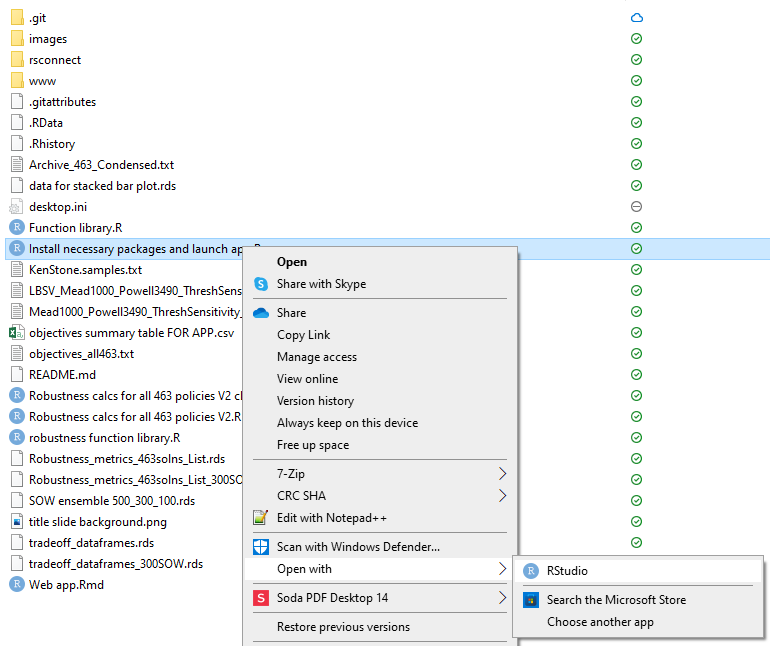 .git
images
rsconnect
www
.gitattributes
.RData
.Rhistory
Archive_463_Condensed.txt
data for stacked bar plot.rds
desktop.ini
R Function library.R
R Install necessary packages and launch ap
KenStone.samples.txt
LBSV_Mead1000_Powell3490_ThreshSens
Mead1000_Powell3490_ThreshSensitivity_
objectives summary table FOR APP.csv
objectives_all463.txt
README.md
R Robustness calcs for all 463 policies V2 cl
R Robustness calcs for all 463 policies V2.R
R robustness function library.R
Robustness_metrics_463solns_List.rds
Robustness_metrics_463solns_List_300SO
SOW ensemble 500_300_100.rds
title slide background.png
tradeoff_dataframes.rds
tradeoff_dataframes_300SOW.rds
R Web app.Rmd
Open
S Share with Skype
Share
Copy Link
Manage access
View online
Version history
Always keep on this device
Free up space
7-Zip
CRC SHA
Edit with Notepad++
Scan with Windows Defender...
Open with
S Soda PDF Desktop 14
Restore previous versions
R RStudio
Search the Microsoft Store
Choose another app